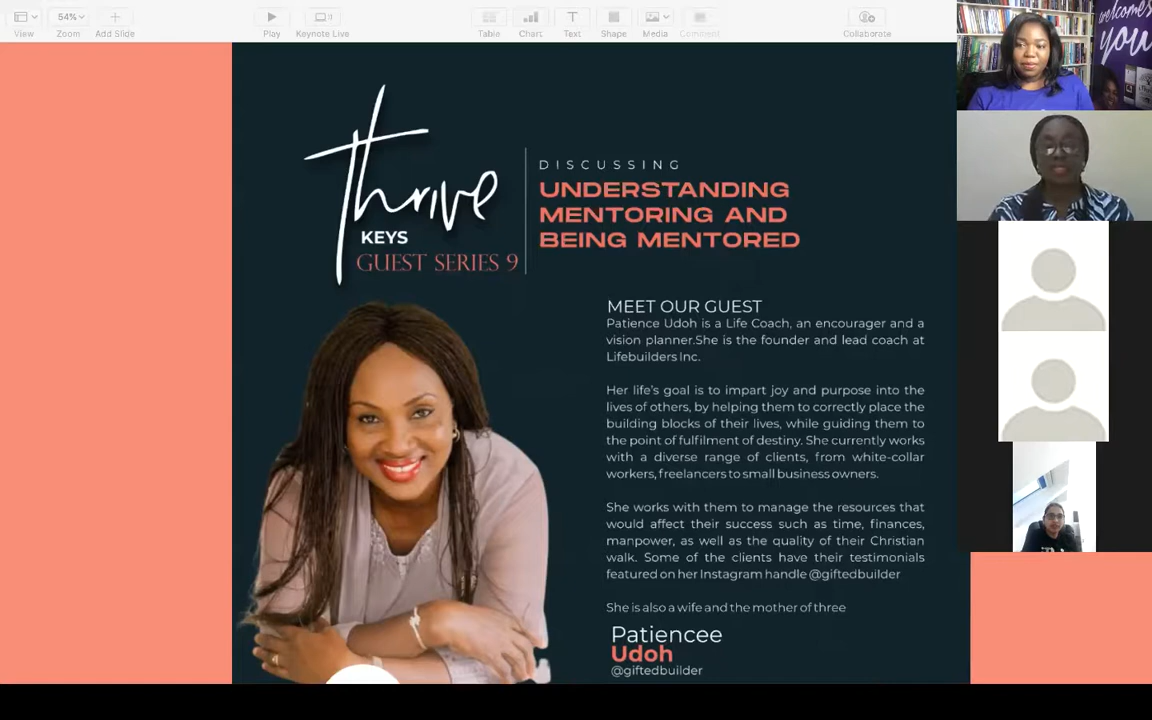 54%
View
Zoom
Add Slide
Play
Keynote Live
Table
Chart
Text
Shape
Media
Comment
Collaborate
welcomes
you
Thrive
KEYS
GUEST SERIES 9
DISCUSSING
UNDERSTANDING
MENTORING AND
BEING MENTORED
MEET OUR GUEST
Patience Udoh is a Life Coach, an encourager and a
vision planner.She is the founder and lead coach at
Lifebuilders Inc.
Her life's goal is to impart joy and purpose into the
lives of others, by helping them to correctly place the
building blocks of their lives, while guiding them to
the point of fulfilment of destiny. She currently works
with a diverse range of clients, from white-collar
workers, freelancers to small business owners.
She works with them to manage the resources that
would affect their success such as time, finances,
manpower, as well as the quality of their Christian
walk. Some of the clients have their testimonials
featured on her Instagram handle @giftedbuilder
She is also a wife and the mother of three
Patiencee
Udoh
@giftedbuilder